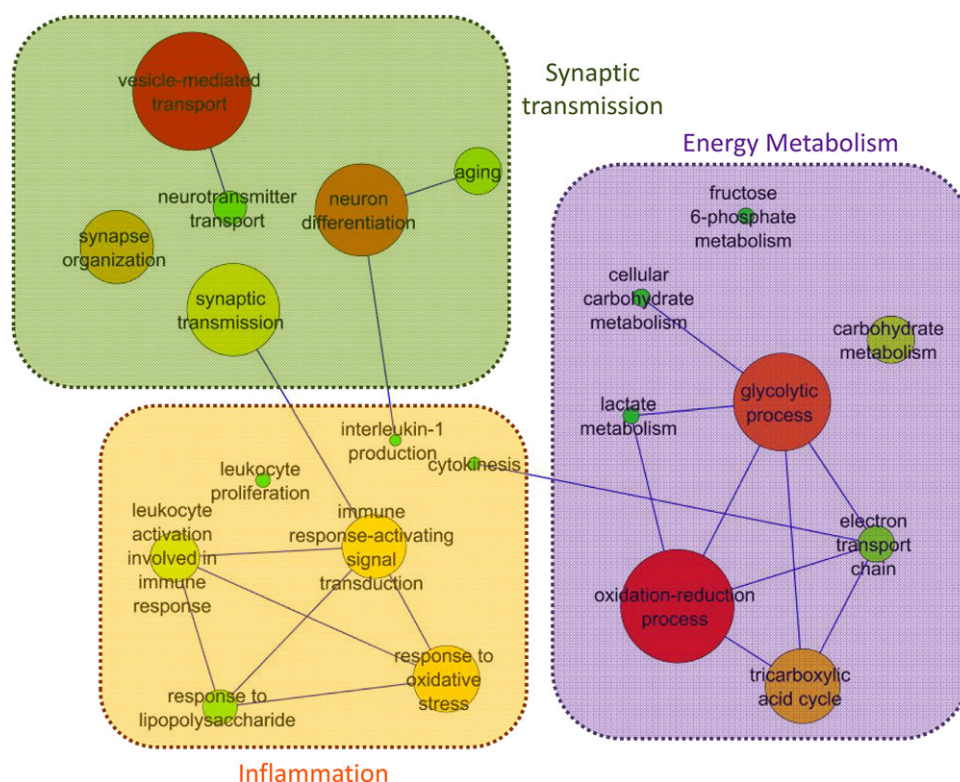 vesicle-mediated
transport
Synaptic
transmission
neurotransmitter
transport
neuron
differentiation
aging
synapse
organization
synaptic
transmission
Energy Metabolism
fructose
6-phosphate
metabolism
cellular
carbohydrate
metabolism
carbohydrate
metabolism
glycolytic
process
lactate
metabolism
electron
transport
chain
oxidation-reduction
process
tricarboxylic
acid cycle
interleukin-1
production
cytokinesis
leukocyte
proliferation
leukocyte
activation
involved in
immune
response
immune
response-activating
signal
transduction
response to
oxidative
stress
response to
lipopolysaccharide
Inflammation